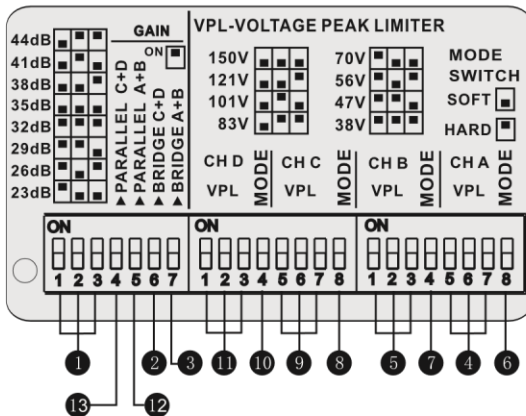 GAIN
VPL-VOLTAGE PEAK LIMITER
44dB
41dB
38dB
35dB
32dB
29dB
26dB
23dB
ON
▶PARALLEL C+D
▶PARALLEL A+B
▶BRIDGE C+D
▶BRIDGE A+B
150V
121V
101V
83V
70V
56V
47V
38V
MODE
SWITCH
SOFT
HARD
CH D
VPL
MODE
CH C
VPL
MODE
CH B
VPL
MODE
CH A
VPL
MODE
ON
1 2 3 4 5 6 7
ON
1 2 3 4 5 6 7 8
ON
1 2 3 4 5 6 7 8
1 2 3 11 10 9 8 5 7 4 6
13 12